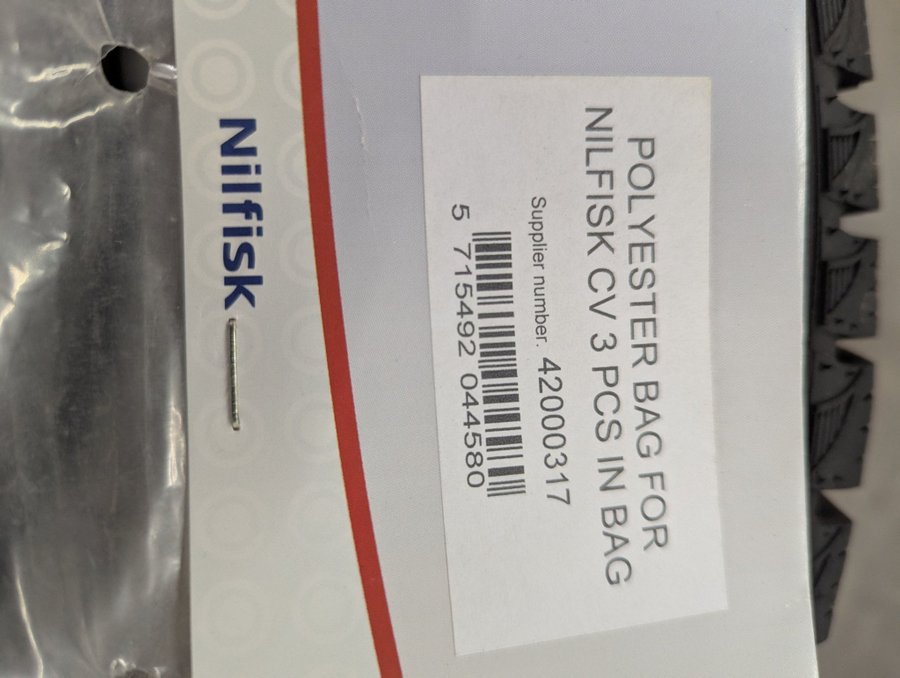 POLYESTER BAG FOR
NILFISK CV 3 PCS IN BAG
Supplier number. 42000317
5 715492 044580
Nilfisk